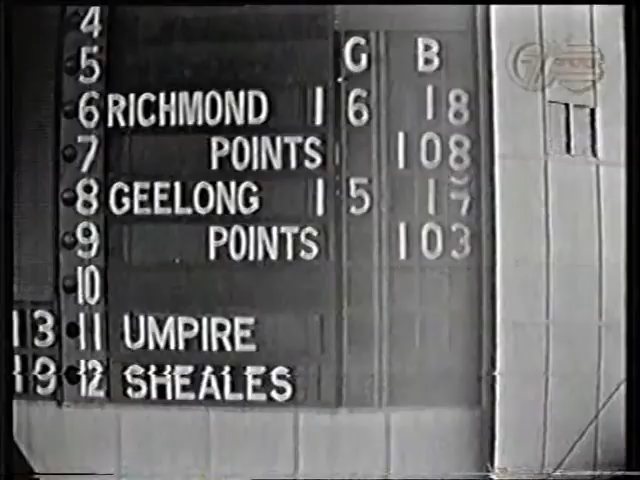 4
5 G B
6 RICHMOND 16 18
7 POINTS 108
8 GEELONG 15
9 POINTS 103
10
13 11 UMPIRE
19 12 SHEALES
7